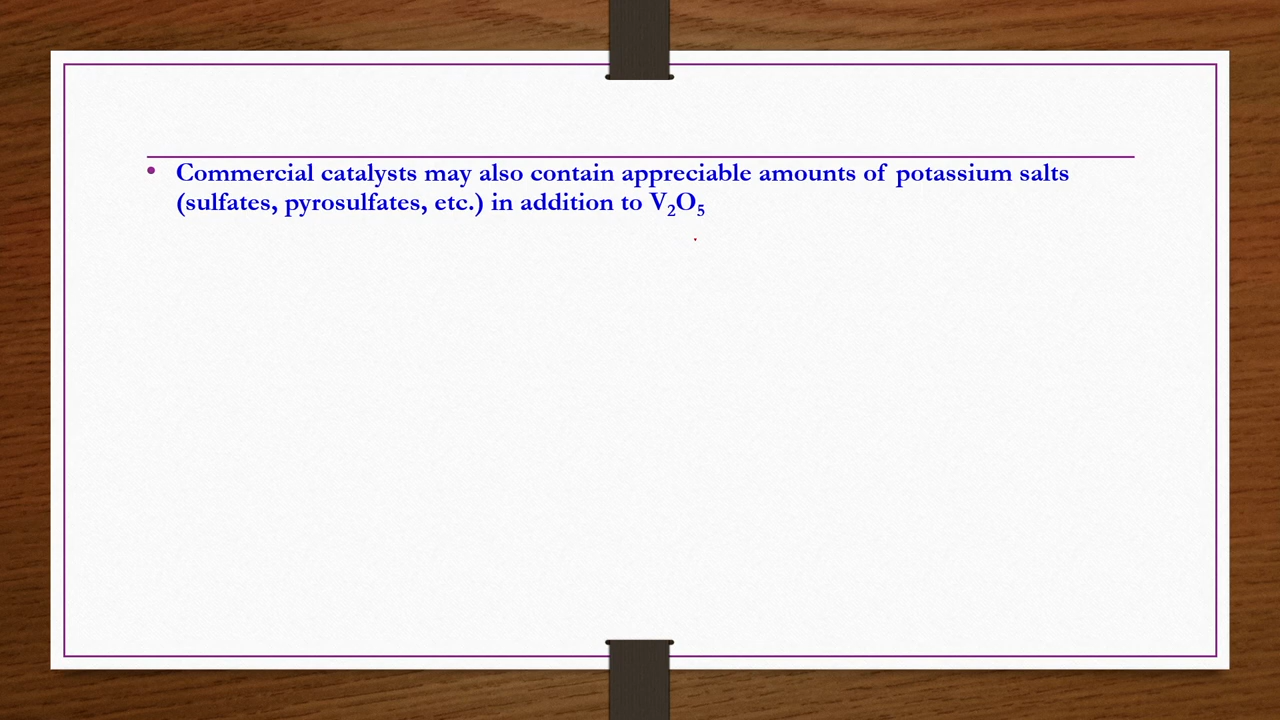 • Commercial catalysts may also contain appreciable amounts of potassium salts
(sulfates, pyrosulfates, etc.) in addition to V₂O₅